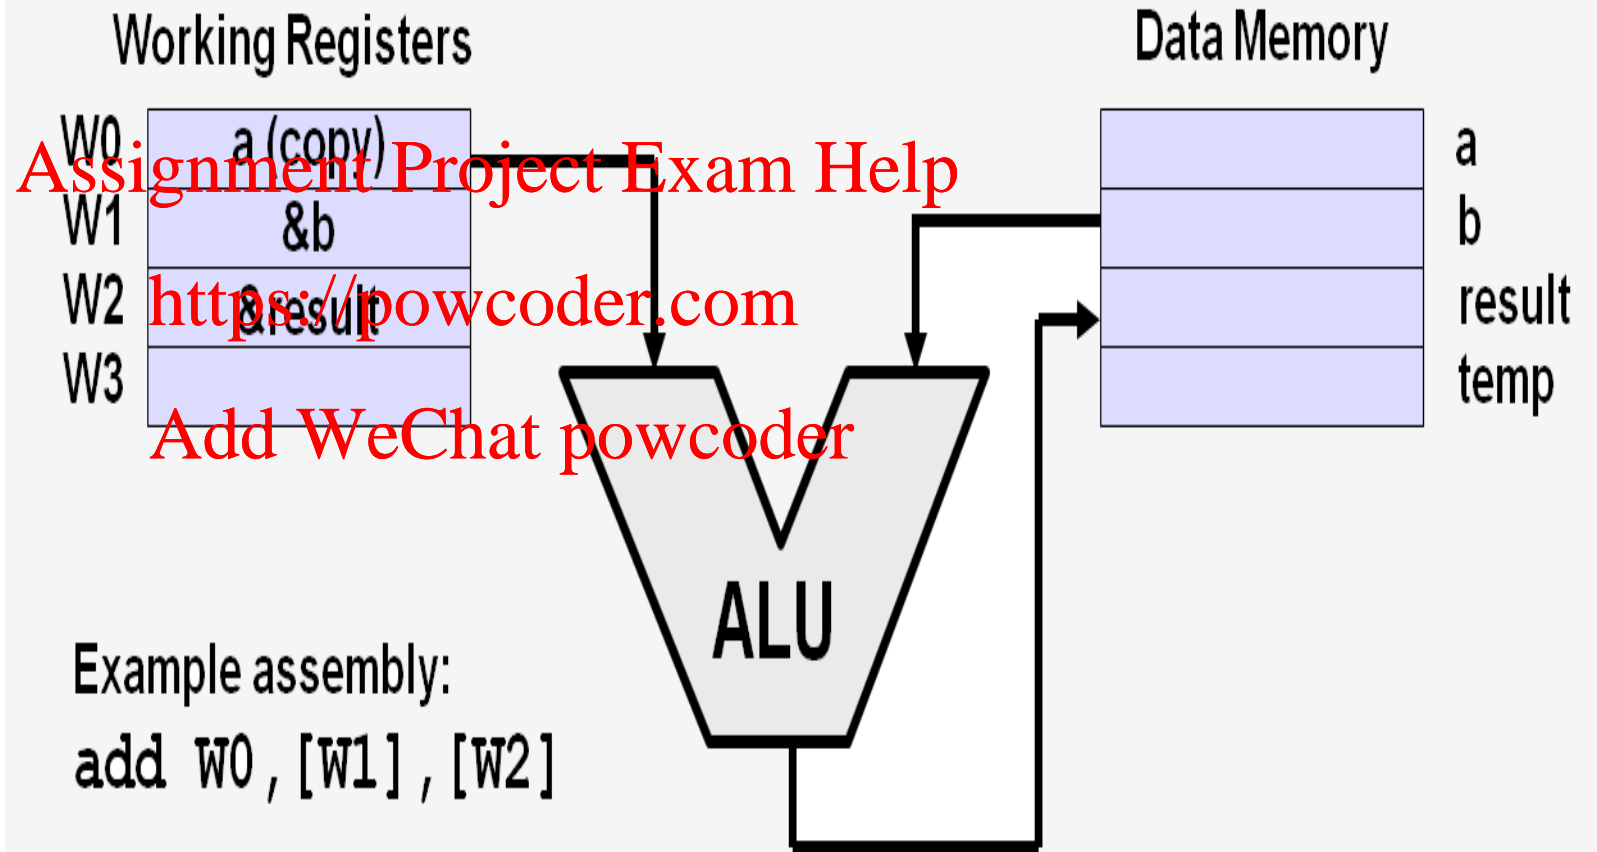 Working Registers
Data Memory
W0
a (copy)
a
Assignment Project Exam Help
W1
&b
b
W2
&result
result
https://powcoder.com
W3
temp
Add WeChat powcoder
ALU
Example assembly:
add W0,[W1],[W2]